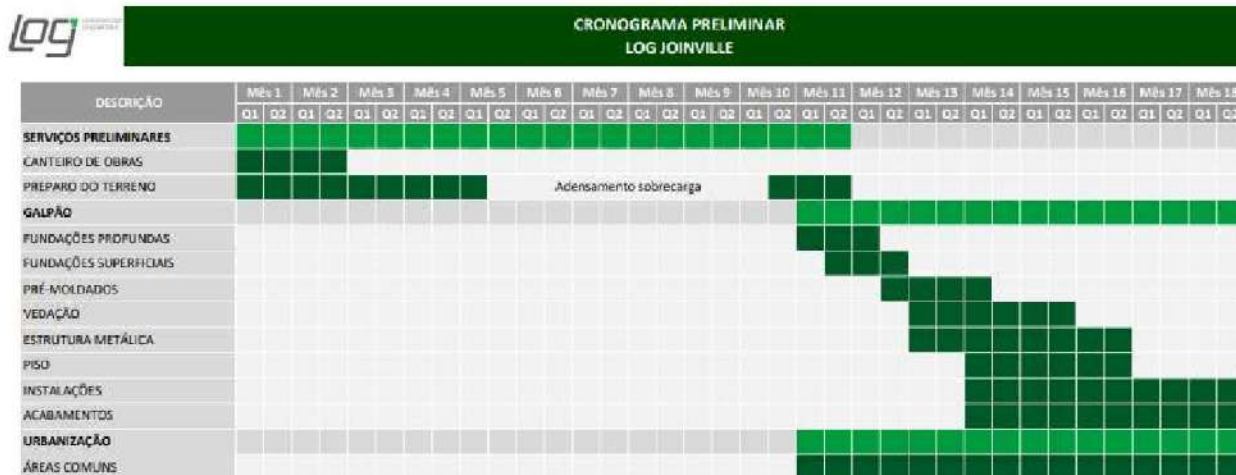 Log
CRONOGRAMA PRELIMINAR
LOG JOINVILLE
DESCRIÇÃO Mês 1 Mês 2 Mês 3 Mês 4 Mês 5 Mês 6 Mês 7 Mês 8 Mês 9 Mês 10 Mês 11 Mês 12 Mês 13 Mês 14 Mês 15 Mês 16 Mês 17 Mês 18
Q1 Q2 Q1 Q2 Q1 Q2 Q1 Q2 Q1 Q2 Q1 Q2 Q1 Q2 Q1 Q2 Q1 Q2 Q1 Q2 Q1 Q2 Q1 Q2 Q1 Q2 Q1 Q2 Q1 Q2 Q1 Q2 Q1 Q2 Q1 Q2
SERVIÇOS PRELIMINARES
CANTEIRO DE OBRAS
PREPARO DO TERRENO Adensamento sobrecarga
GALPÃO
FUNDAÇÕES PROFUNDAS
FUNDAÇÕES SUPERFICIAIS
PRÉ-MOLDADOS
VEDAÇÃO
ESTRUTURA METÁLICA
PISO
INSTALAÇÕES
ACABAMENTOS
URBANIZAÇÃO
ÁREAS COMUNS